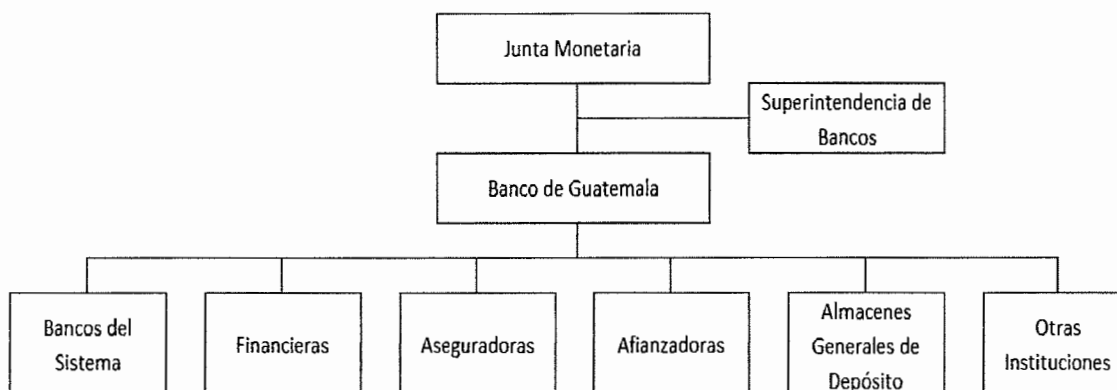 Junta Monetaria
Superintendencia de
Bancos
Banco de Guatemala
Bancos del
Sistema
Financieras
Aseguradoras
Afianzadoras
Almacenes
Generales de
Depósito
Otras
Instituciones